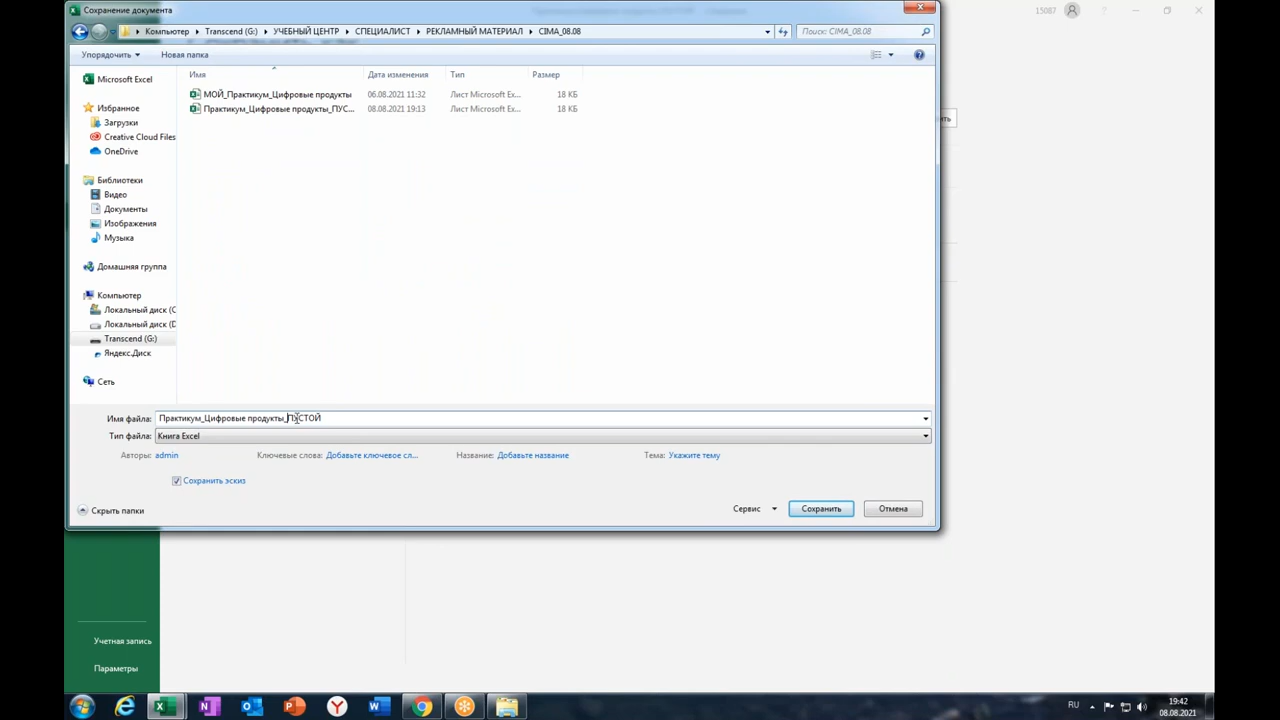 Сохранение документа
15087
Компьютер
Transcend (G:)
УЧЕБНЫЙ ЦЕНТР
СПЕЦИАЛИСТ
РЕКЛАМНЫЙ МАТЕРИАЛ
CIMA_08.08
Поиск: CIMA_08.08
Упорядочить
Новая папка
Имя
Дата изменения
Тип
Размер
Microsoft Excel
МОЙ_Практикум_Цифровые продукты
06.08.2021 11:32
Лист Microsoft Ex...
18 КБ
Практикум_Цифровые продукты_ПУС...
08.08.2021 19:13
Лист Microsoft Ex...
18 КБ
Избранное
Загрузки
Creative Cloud Files
OneDrive
Библиотеки
Видео
Документы
Изображения
Музыка
Домашняя группа
Компьютер
Локальный диск (C
Локальный диск (D
Transcend (G:)
Яндекс.Диск
Сеть
Имя файла:
Практикум_Цифровые продукты_ПУСТОЙ
Тип файла:
Книга Excel
Авторы:
admin
Ключевые слова:
Добавьте ключевое сл...
Название:
Добавьте название
Тема:
Укажите тему
Сохранить эскиз
Скрыть папки
Сервис
Сохранить
Отмена
Учетная запись
Параметры
RU
19:42
08.08.2021